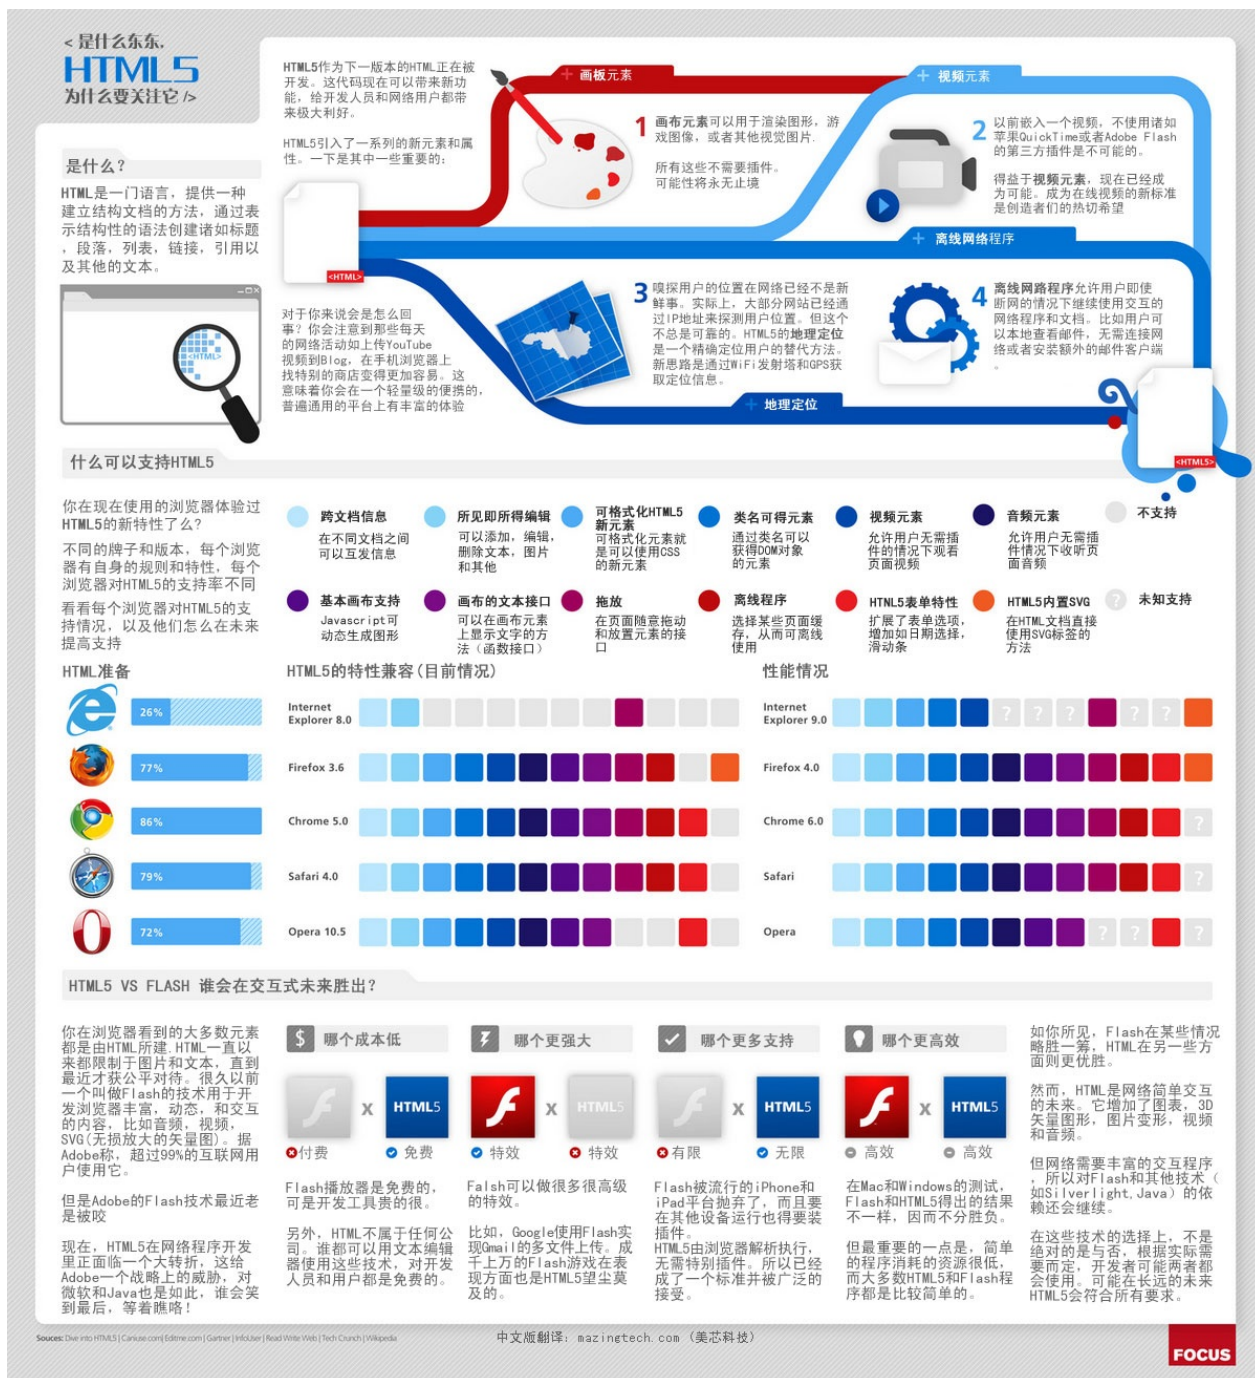 < 是什么东东，
HTML5
为什么要关注它 />
是什么？
HTML是一门语言，提供一种
建立结构文档的方法，通过表
示结构性的语法创建诸如标题
，段落，列表，链接，引用以
及其他的文本。
<HTML>
HTML5作为下一版本的HTML正在被
开发。这代码现在可以带来新功
能，给开发人员和网络用户都带
来极大利好。
HTML5引入了一系列的新元素和属
性。一下是其中一些重要的：
<HTML>
对于你来说会是怎么回
事？你会注意到那些每天
的网络活动如上传YouTube
视频到Blog，在手机浏览器上
找特别的商店变得更加容易。这
意味着你会在一个轻量级的便携的，
普遍通用的平台上有丰富的体验
+ 画板元素
1 画布元素可以用于渲染图形，游
戏图像，或者其他视觉图片.
所有这些不需要插件。
可能性将永无止境
+ 视频元素
2 以前嵌入一个视频，不使用诸如
苹果QuickTime或者Adobe Flash
的第三方插件是不可能的。
得益于视频元素，现在已经成
为可能。成为在线视频的新标准
是创造者们的热切希望
+ 离线网络程序
3 嗅探用户的位置在网络已经不是新
鲜事。实际上，大部分网站已经通
过IP地址来探测用户位置。但这个
不总是可靠的。HTML5的地理定位
是一个精确定位用户的替代方法。
新思路是通过WiFi发射塔和GPS获
取定位信息。
+ 地理定位
4 离线网路程序允许用户即使
断网的情况下继续使用交互的
网络程序和文档。比如用户可
以本地查看邮件，无需连接网
络或者安装额外的邮件客户端
。
<HTML5>
什么可以支持HTML5
你在现在使用的浏览器体验过
HTML5的新特性了么？
不同的牌子和版本，每个浏览
器有自身的规则和特性，每个
浏览器对HTML5的支持率不同
看看每个浏览器对HTML5的支
持情况，以及他们怎么在未来
提高支持
跨文档信息
在不同文档之间
可以互发信息
所见即所得编辑
可以添加，编辑，
删除文本，图片
和其他
可格式化HTML5
新元素
可格式化元素就
是可以使用CSS
的新元素
类名可得元素
通过类名可以
获得DOM对象
的元素
视频元素
允许用户无需插
件的情况下观看
页面视频
音频元素
允许用户无需插
件情况下收听页
面音频
不支持
基本画布支持
Javascript可
动态生成图形
画布的文本接口
可以在画布元素
上显示文字的方
法（函数接口）
拖放
在页面随意拖动
和放置元素的接
口
离线程序
选择某些页面缓
存，从而可离线
使用
HTNL5表单特性
扩展了表单选项，
增加如日期选择，
滑动条
HTML5内置SVG
在HTML文档直接
使用SVG标签的
方法
? 未知支持
HTML准备
26%
77%
86%
79%
72%
HTML5的特性兼容(目前情况)
Internet
Explorer 8.0
Firefox 3.6
Chrome 5.0
Safari 4.0
Opera 10.5
性能情况
Internet
Explorer 9.0
? ? ? ? ?
Firefox 4.0
Chrome 6.0
?
Safari
?
Opera
? ? ?
HTML5 VS FLASH 谁会在交互式未来胜出？
你在浏览器看到的大多数元素
都是由HTML所建.HTML一直以
来都限制于图片和文本，直到
最近才获公平对待。很久以前
一个叫做Flash的技术用于开
发浏览器丰富，动态，和交互
的内容，比如音频，视频，
SVG(无损放大的矢量图)。据
Adobe称，超过99%的互联网用
户使用它。
但是Adobe的Flash技术最近老
是被咬
现在，HTML5在网络程序开发
里正面临一个大转折，这给
Adobe一个战略上的威胁，对
微软和Java也是如此，谁会笑
到最后，等着瞧咯！
$ 哪个成本低
x HTML5
付费 免费
Flash播放器是免费的，
可是开发工具贵的很。
另外，HTML不属于任何公
司。谁都可以用文本编辑
器使用这些技术，对开发
人员和用户都是免费的。
哪个更强大
x HTML5
特效 特效
Falsh可以做很多很高级
的特效。
比如，Google使用Flash实
现Gmail的多文件上传。成
千上万的Flash游戏在表
现方面也是HTML5望尘莫
及的。
哪个更多支持
x HTML5
有限 无限
Flash被流行的iPhone和
iPad平台抛弃了，而且要
在其他设备运行也得要装
插件。
HTML5由浏览器解析执行，
无需特别插件。所以已经
成了一个标准并被广泛的
接受。
哪个更高效
x HTML5
高效 高效
在Mac和Windows的测试，
Flash和HTML5得出的结果
不一样，因而不分胜负。
但最重要的一点是，简单
的程序消耗的资源很低，
而大多数HTML5和Flash程
序都是比较简单的。
如你所见，Flash在某些情况
略胜一筹，HTML在另一些方
面则更优胜。
然而，HTML是网络简单交互
的未来。它增加了图表，3D
矢量图形，图片变形，视频
和音频。
但网络需要丰富的交互程序
，所以对Flash和其他技术（
如Silverlight,Java）的依
赖还会继续。
在这些技术的选择上，不是
绝对的是与否，根据实际需
要而定，开发者可能两者都
会使用。可能在长远的未来
HTML5会符合所有要求。
Souces: Dive into HTML5 | Caniuse.com| Editme.com | Gartner | InfoUser | Read Write Web | Tech Crunch | Wikipedia
中文版翻译：mazingtech.com（美芯科技）
FOCUS